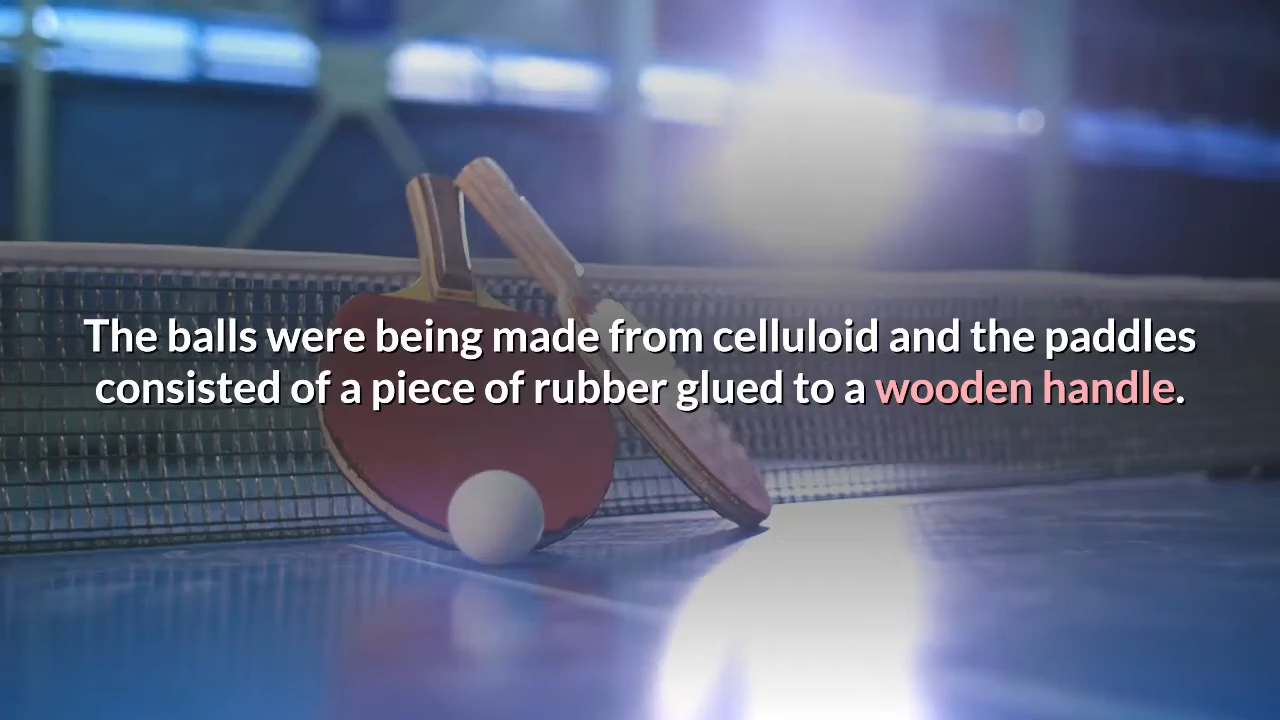 The balls were being made from celluloid and the paddles
consisted of a piece of rubber glued to a wooden handle.